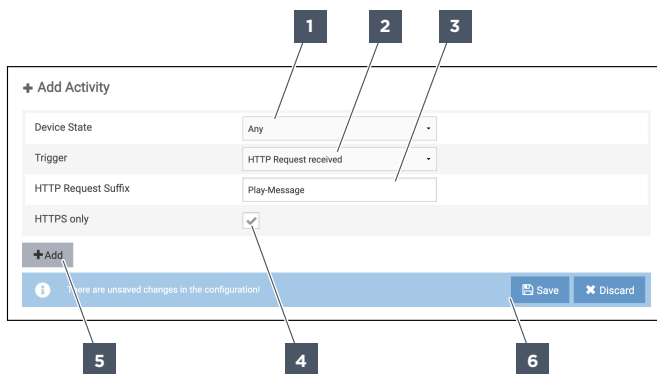 1 2 3
+ Add Activity
Device State Any
Trigger HTTP Request received
HTTP Request Suffix Play-Message
HTTPS only
+Add
There are unsaved changes in the configuration!
Save
Discard
5 4 6